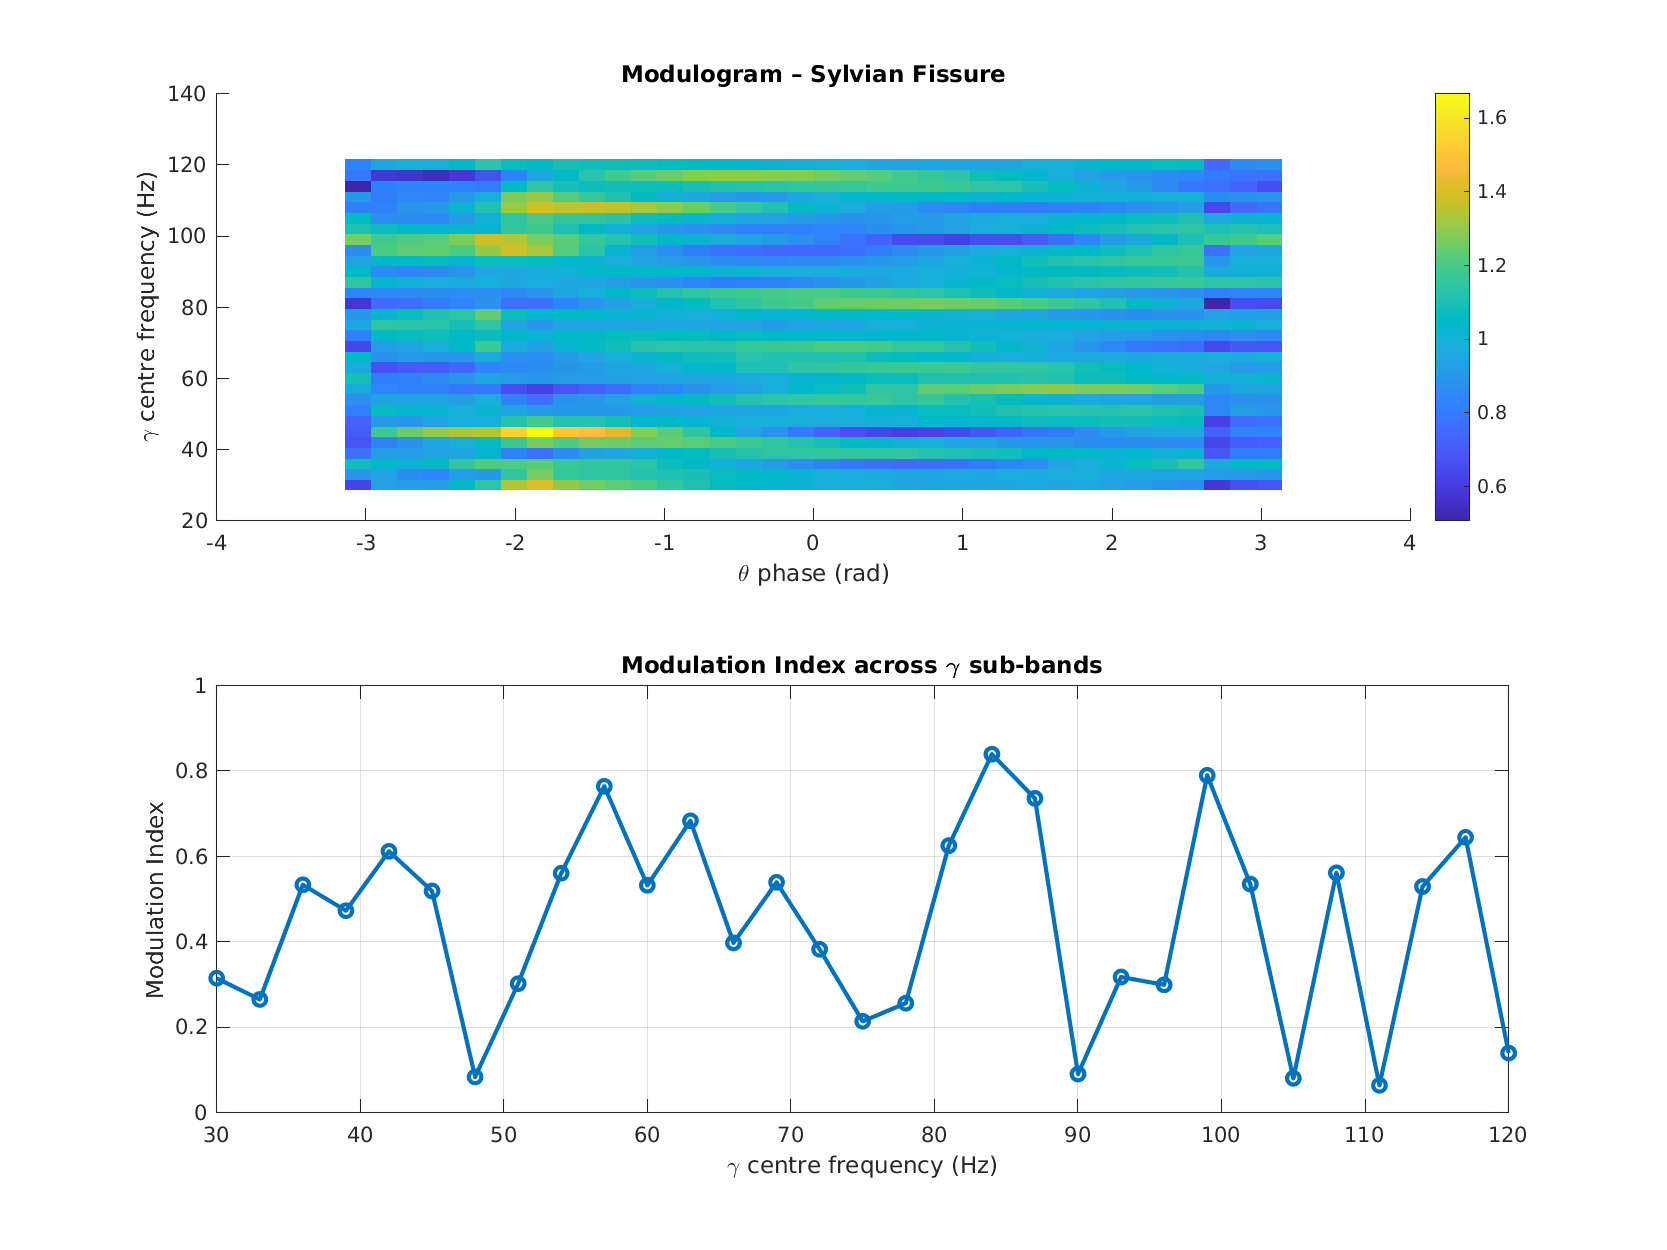 Modulogram – Sylvian Fissure
140
120
100
80
60
40
20
γ centre frequency (Hz)
-4 -3 -2 -1 0 1 2 3 4
θ phase (rad)
1.6
1.4
1.2
1
0.8
0.6
Modulation Index across γ sub-bands
1
0.8
0.6
0.4
0.2
0
Modulation Index
30 40 50 60 70 80 90 100 110 120
γ centre frequency (Hz)